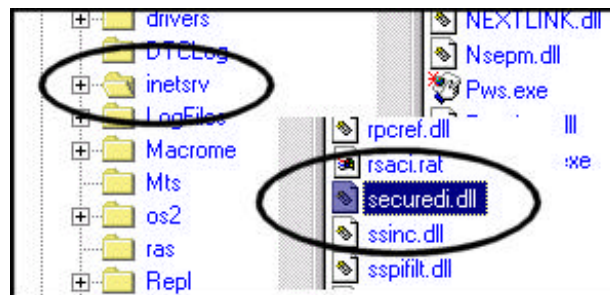 drivers
DTCLog
inetsrv
LogFiles
Macrome
Mts
os2
ras
Repl
NEXTLINK.dll
Nsepm.dll
Pws.exe
rpcref.dll
rsaci.rat
securedi.dll
ssinc.dll
sspifilt.dll